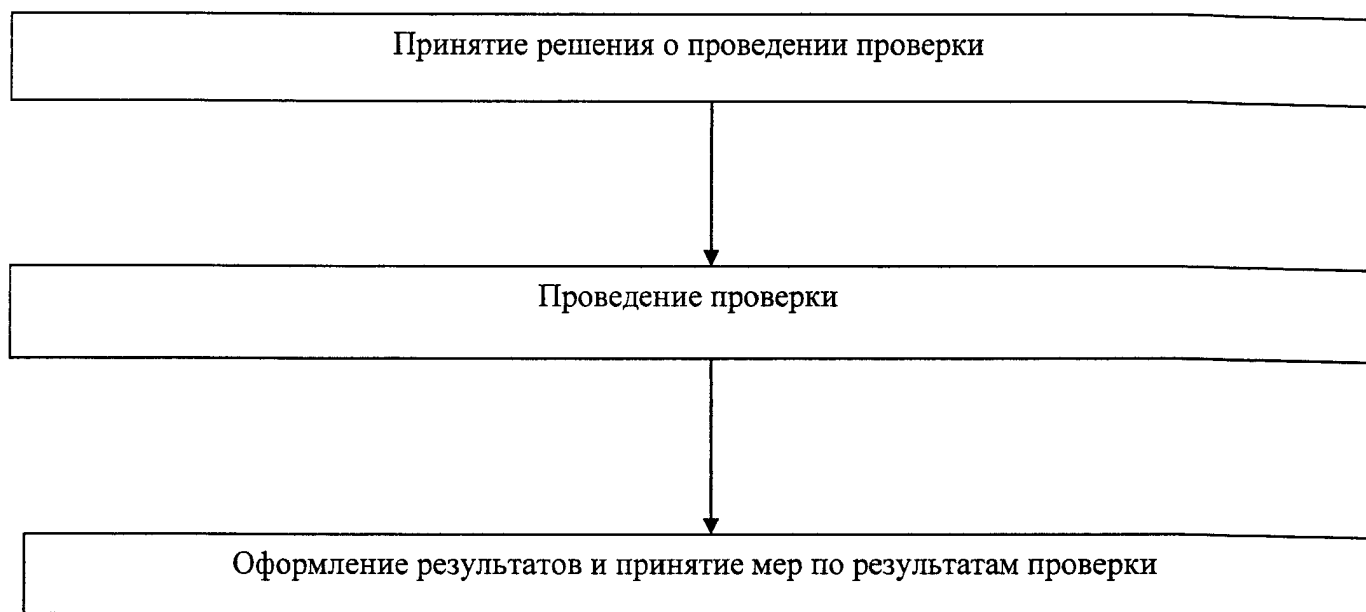 Принятие решения о проведении проверки
Проведение проверки
Оформление результатов и принятие мер по результатам проверки